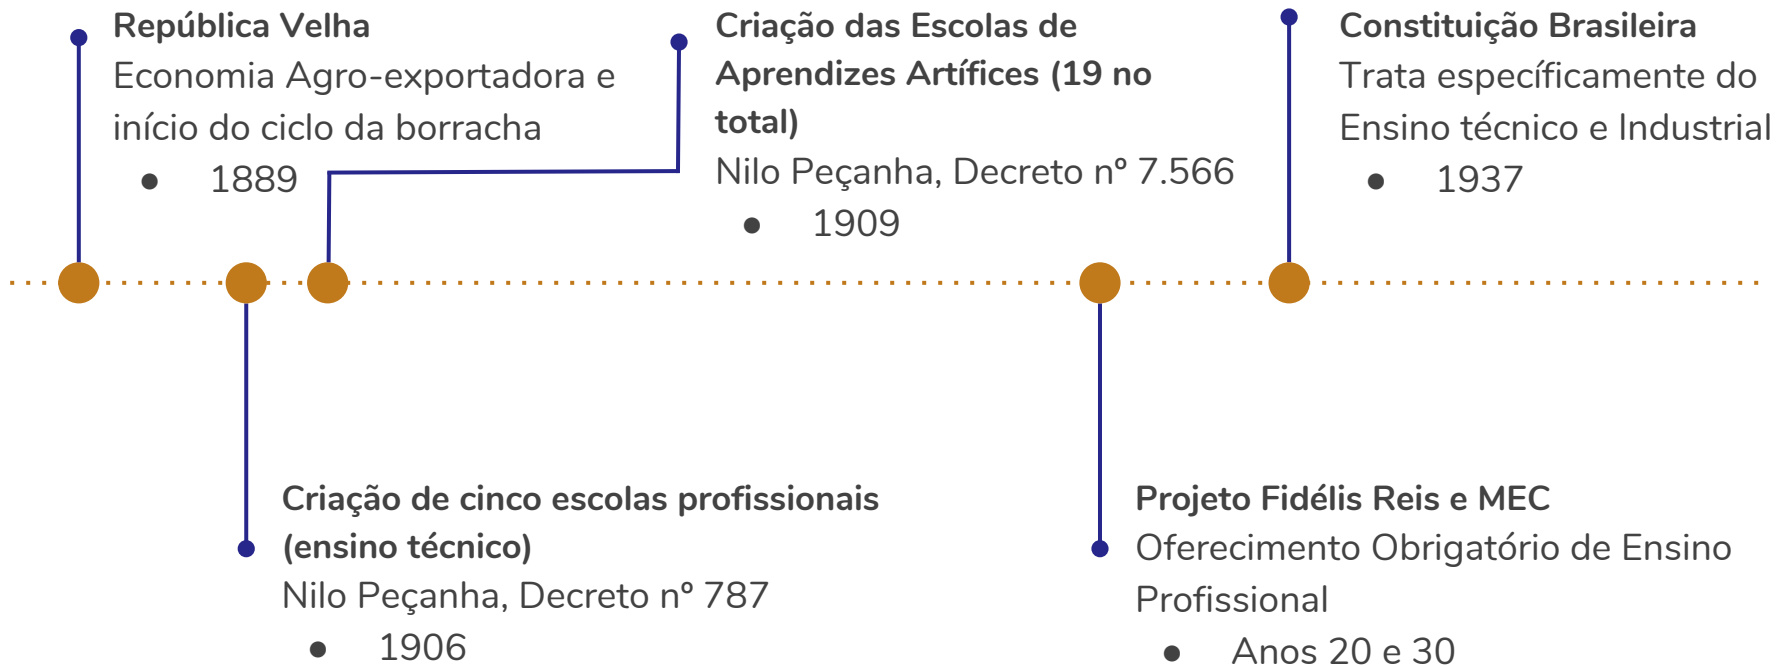 República Velha
Economia Agro-exportadora e
início do ciclo da borracha
● 1889
Criação das Escolas de
Aprendizes Artífices (19 no
total)
Nilo Peçanha, Decreto nº 7.566
● 1909
Constituição Brasileira
Trata específicamente do
Ensino técnico e Industrial
● 1937
Criação de cinco escolas profissionais
(ensino técnico)
Nilo Peçanha, Decreto nº 787
● 1906
Projeto Fidélis Reis e MEC
Oferecimento Obrigatório de Ensino
Profissional
● Anos 20 e 30